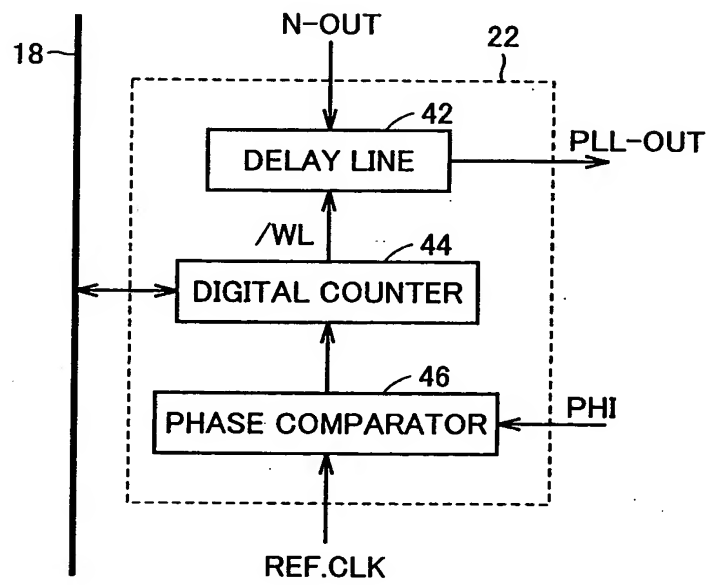 N-OUT
18
22
42
DELAY LINE
PLL-OUT
/WL
44
DIGITAL COUNTER
46
PHASE COMPARATOR
PHI
REF.CLK